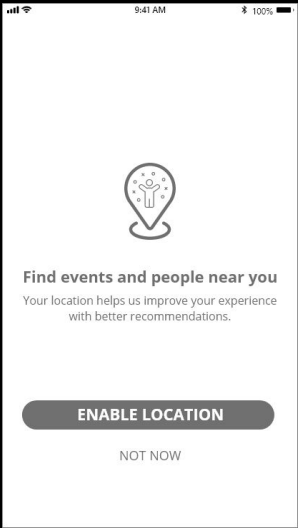 9:41 AM
100%
Find events and people near you
Your location helps us improve your experience
with better recommendations.
ENABLE LOCATION
NOT NOW